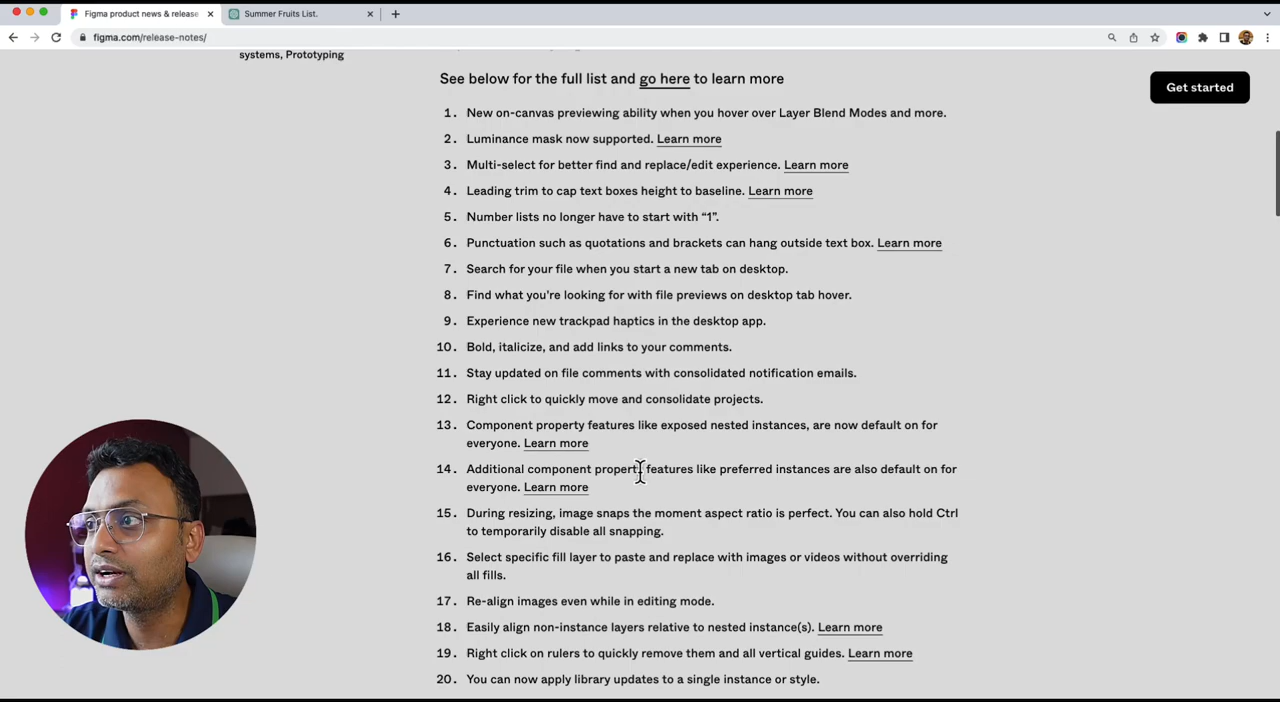 Figma product news & release
Summer Fruits List.
figma.com/release-notes/
systems, Prototyping
See below for the full list and go here to learn more
Get started
1. New on-canvas previewing ability when you hover over Layer Blend Modes and more.
2. Luminance mask now supported. Learn more
3. Multi-select for better find and replace/edit experience. Learn more
4. Leading trim to cap text boxes height to baseline. Learn more
5. Number lists no longer have to start with “1”.
6. Punctuation such as quotations and brackets can hang outside text box. Learn more
7. Search for your file when you start a new tab on desktop.
8. Find what you're looking for with file previews on desktop tab hover.
9. Experience new trackpad haptics in the desktop app.
10. Bold, italicize, and add links to your comments.
11. Stay updated on file comments with consolidated notification emails.
12. Right click to quickly move and consolidate projects.
13. Component property features like exposed nested instances, are now default on for
everyone. Learn more
14. Additional component property features like preferred instances are also default on for
everyone. Learn more
15. During resizing, image snaps the moment aspect ratio is perfect. You can also hold Ctrl
to temporarily disable all snapping.
16. Select specific fill layer to paste and replace with images or videos without overriding
all fills.
17. Re-align images even while in editing mode.
18. Easily align non-instance layers relative to nested instance(s). Learn more
19. Right click on rulers to quickly remove them and all vertical guides. Learn more
20. You can now apply library updates to a single instance or style.